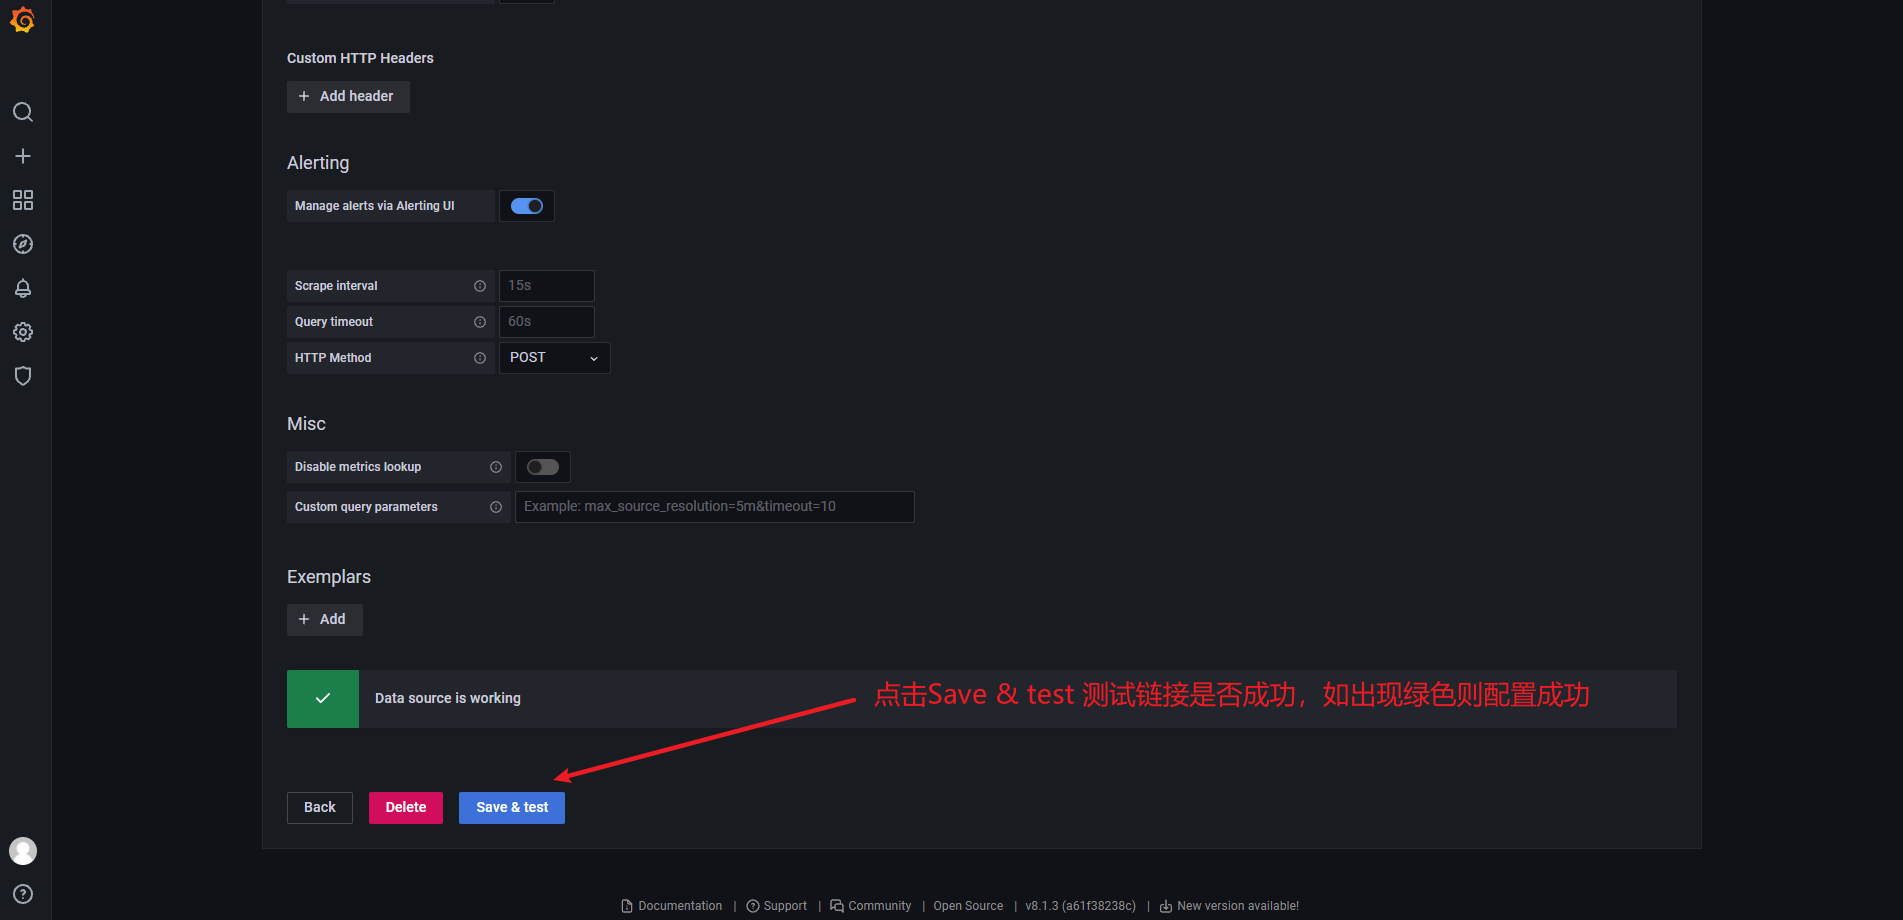 Custom HTTP Headers
Add header
Alerting
Manage alerts via Alerting UI
Scrape interval 15s
Query timeout 60s
HTTP Method POST
Misc
Disable metrics lookup
Custom query parameters Example: max_source_resolution=5m&timeout=10
Exemplars
Add
Data source is working
点击Save & test 测试链接是否成功，如出现绿色则配置成功
Back Delete Save & test
Documentation | Support | Community | Open Source | v8.1.3 (a61f38238c) | New version available!